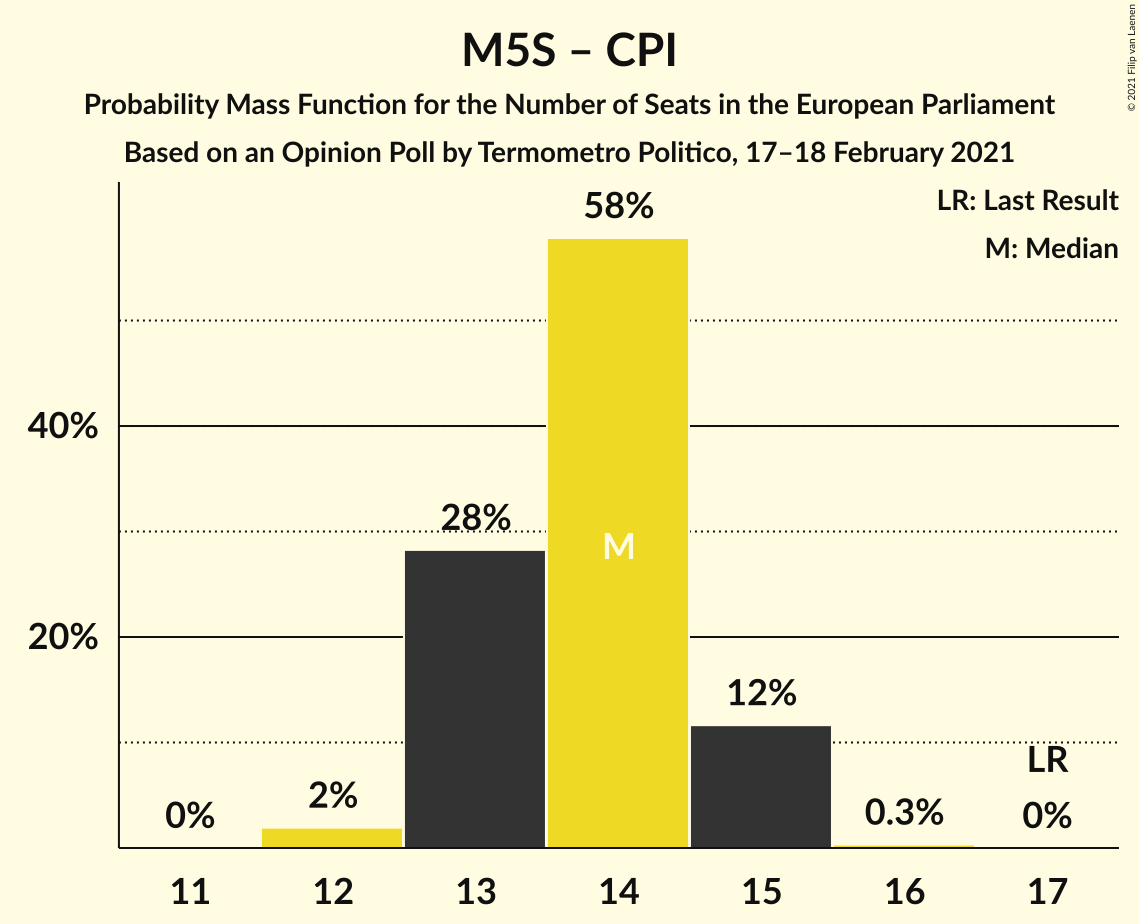 M5S – CPI
Probability Mass Function for the Number of Seats in the European Parliament
Based on an Opinion Poll by Termometro Politico, 17–18 February 2021
© 2021 Filip van Laenen
LR: Last Result
M: Median
58%
40%
28%
M
20%
12%
LR
0%
2%
0.3%
0%
11
12
13
14
15
16
17